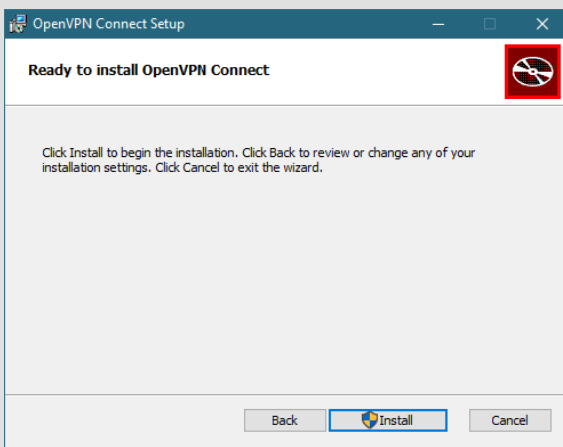 OpenVPN Connect Setup
Ready to install OpenVPN Connect
Click Install to begin the installation. Click Back to review or change any of your
installation settings. Click Cancel to exit the wizard.
Back
Install
Cancel